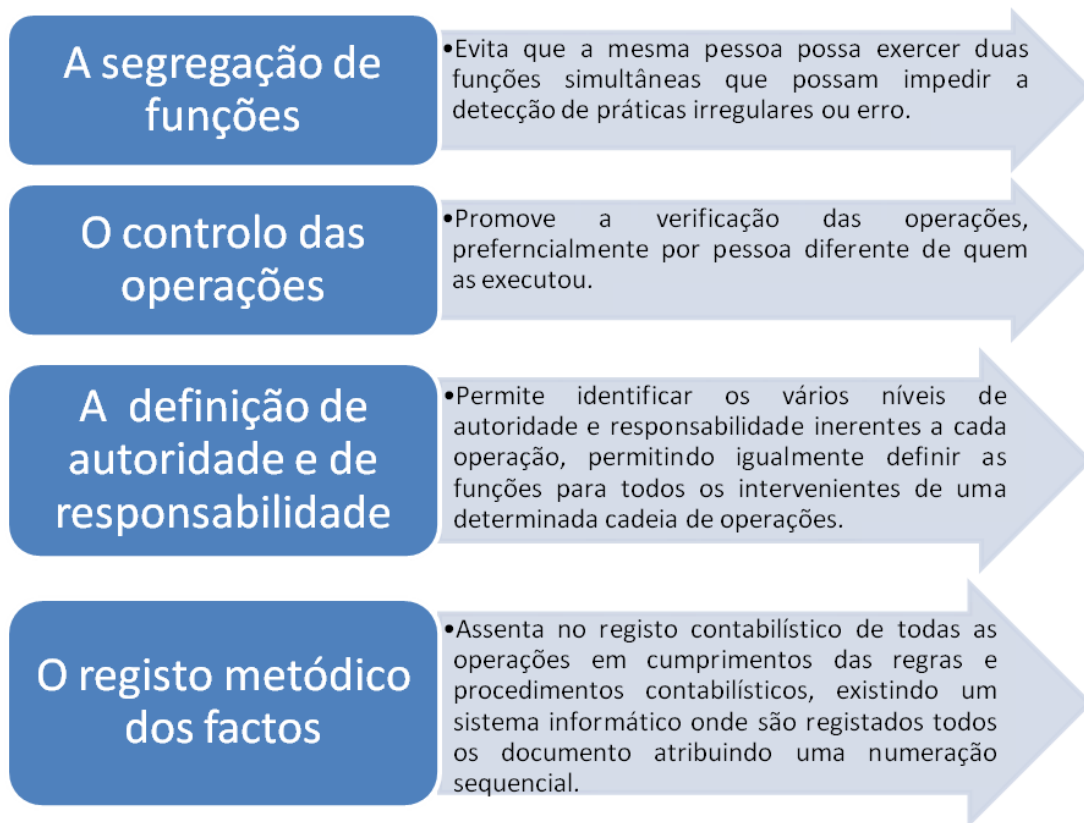 A segregação de
funções
•Evita que a mesma pessoa possa exercer duas
funções simultâneas que possam impedir a
detecção de práticas irregulares ou erro.
O controlo das
operações
•Promove a verificação das operações,
preferncialmente por pessoa diferente de quem
as executou.
A definição de
autoridade e de
responsabilidade
•Permite identificar os vários níveis de
autoridade e responsabilidade inerentes a cada
operação, permitindo igualmente definir as
funções para todos os intervenientes de uma
determinada cadeia de operações.
O registo metódico
dos factos
•Assenta no registo contabilístico de todas as
operações em cumprimentos das regras e
procedimentos contabilísticos, existindo um
sistema informático onde são registados todos
os documento atribuindo uma numeração
sequencial.